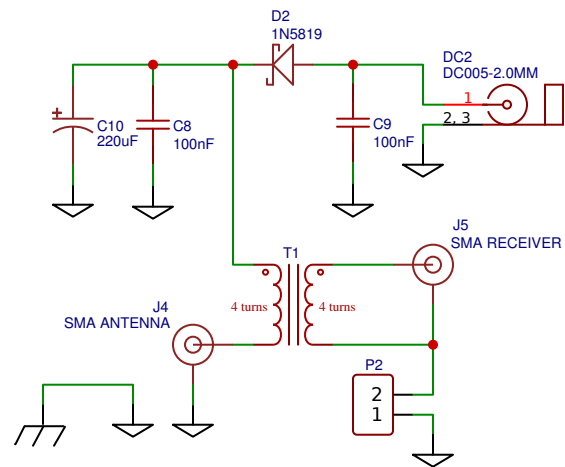 D2
1N5819
DC2
DC005-2.0MM
1
2, 3
+
C10
220uF
C8
100nF
C9
100nF
J5
SMA RECEIVER
T1
4 turns
4 turns
J4
SMA ANTENNA
P2
2
1